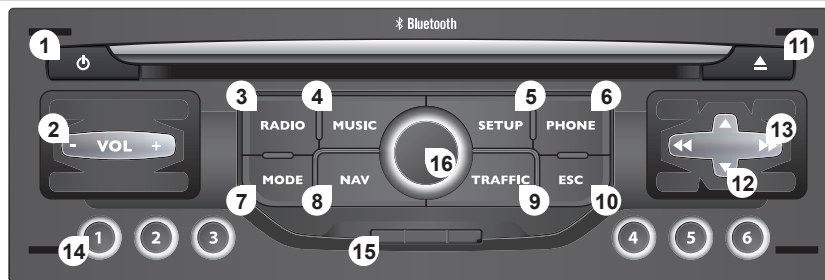 Bluetooth
1
11
3
4
5
6
RADIO
MUSIC
SETUP
PHONE
2
- VOL +
16
13
MODE
NAV
TRAFFIC
ESC
12
7
8
9
10
14
1
2
3
15
4
5
6